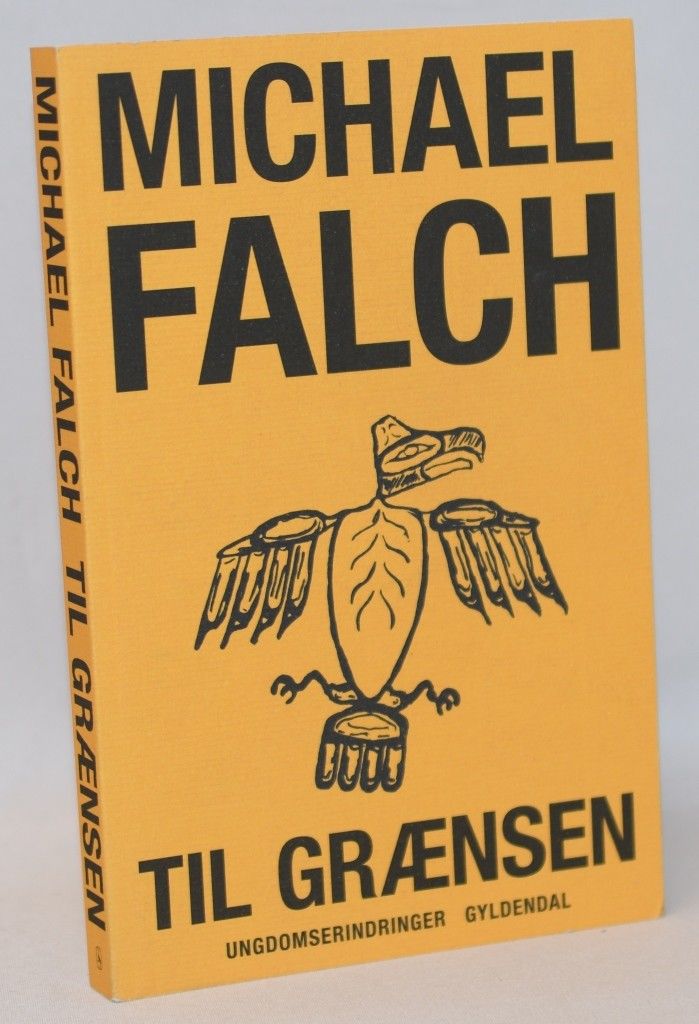 MICHAEL
FALCH
TIL GRÆNSEN
UNGDOMSERINDRINGER GYLDENDAL
MICHAEL FALCH TIL GRÆNSEN